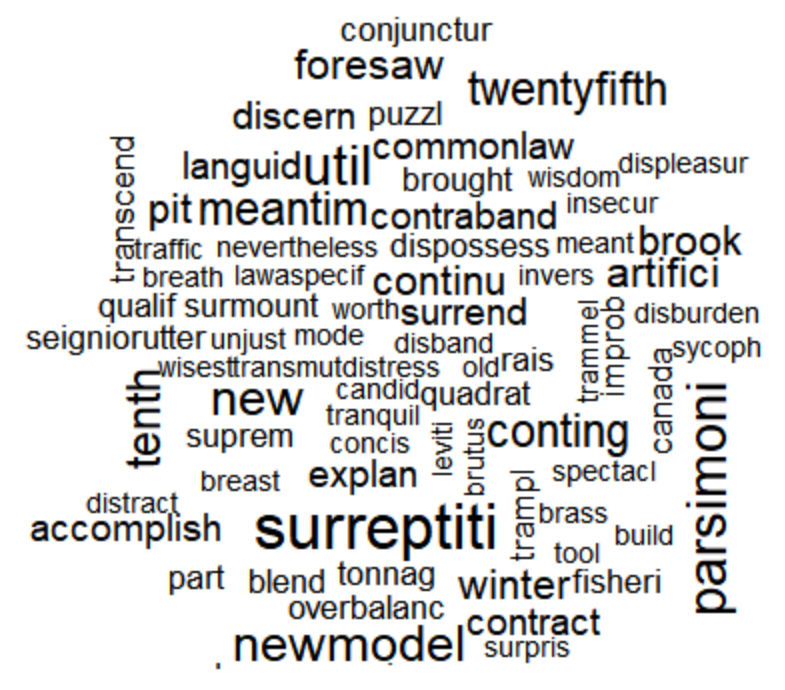 conjunctur
foresaw
twentyfifth
discern puzzl
commonlaw
languid util
brought wisdom displeasur
transcend
pit meantim contraband insecur
traffic nevertheless dispossess meant brook
breath lawaspecif continu invers artifici
qualif surmount worth surrend
trammel
improb
disburden
seigniorutter unjust mode disband
canada
sycoph
wisesttransmutdistress old rais
tenth
new candid quadrat
parsimoni
tranquil
suprem concis
leviti
brutus
conting
breast explan spectacl
distract
accomplish surreptiti
trampl
brass
build
tool
part blend tonnag winter fisheri
overbalanc
contract
newmodel surpris